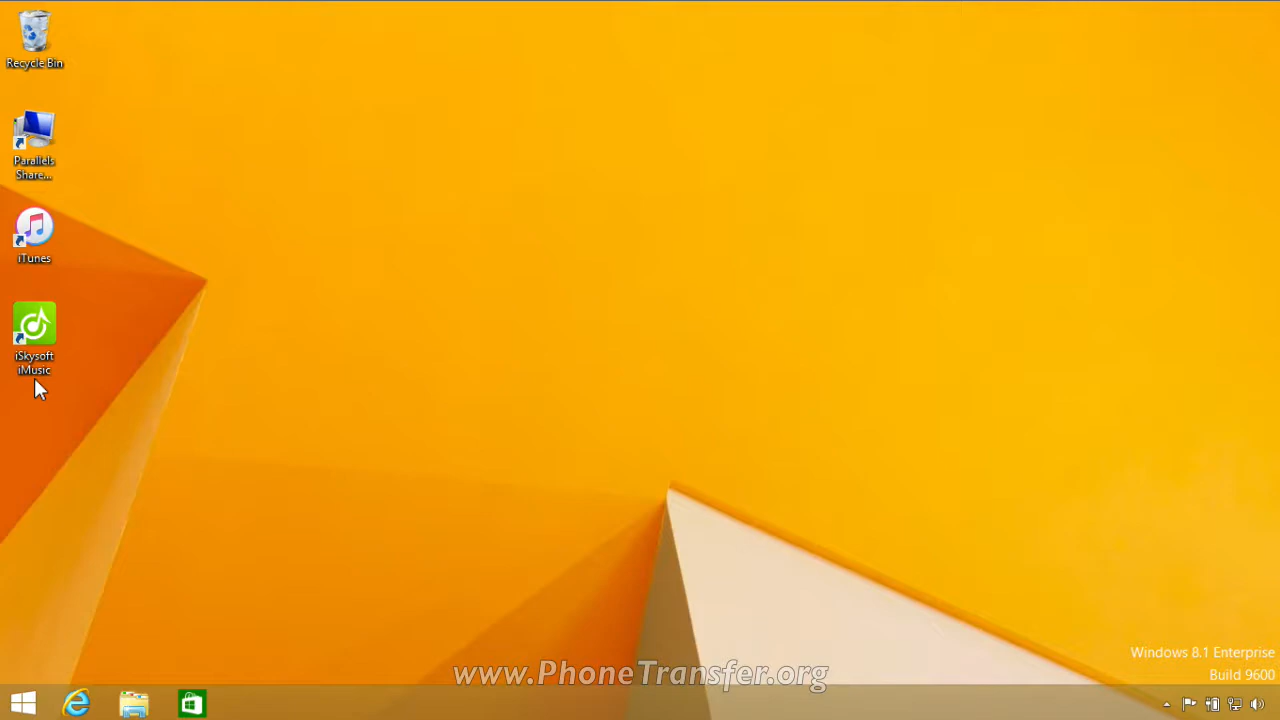 Recycle Bin
Parallels
Share...
iTunes
iSkysoft
iMusic
Windows 8.1 Enterprise
Build 9600
www.PhoneTransfer.org